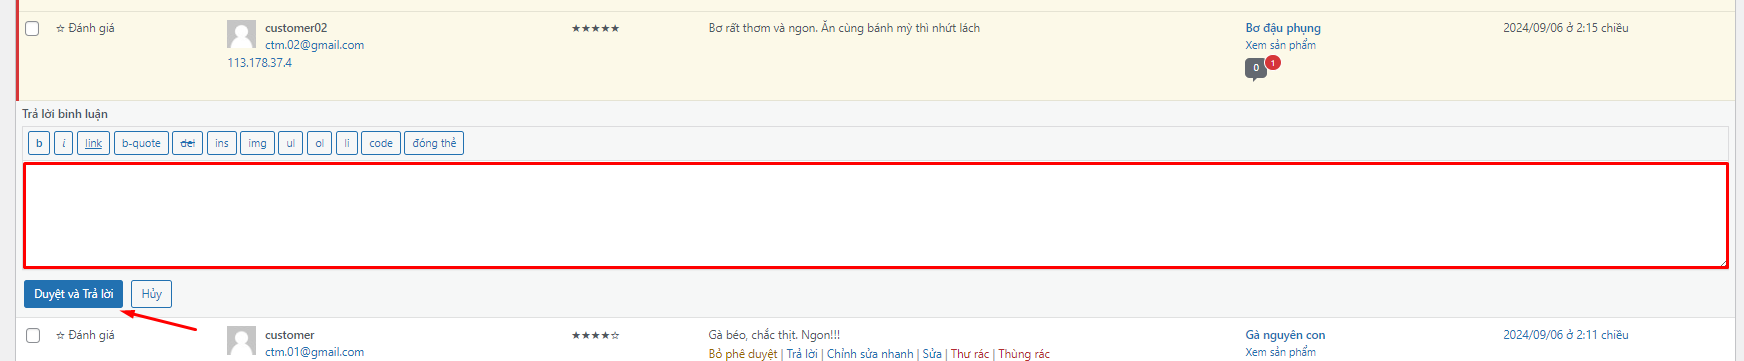 ☆ Đánh giá customer02 ★★★★★ Bơ rất thơm và ngon. Ăn cùng bánh mỳ thì nhứt lách Bơ đậu phụng 2024/09/06 ở 2:15 chiều
ctm.02@gmail.com Xem sản phẩm
113.178.37.4 0 1
Trả lời bình luận
b i link b-quote del ins img ul ol li code đóng thẻ
Duyệt và Trả lời Hủy
☆ Đánh giá customer ★★★★☆ Gà béo, chắc thịt. Ngon!!! Gà nguyên con 2024/09/06 ở 2:11 chiều
ctm.01@gmail.com Bỏ phê duyệt | Trả lời | Chỉnh sửa nhanh | Sửa | Thư rác | Thùng rác Xem sản phẩm